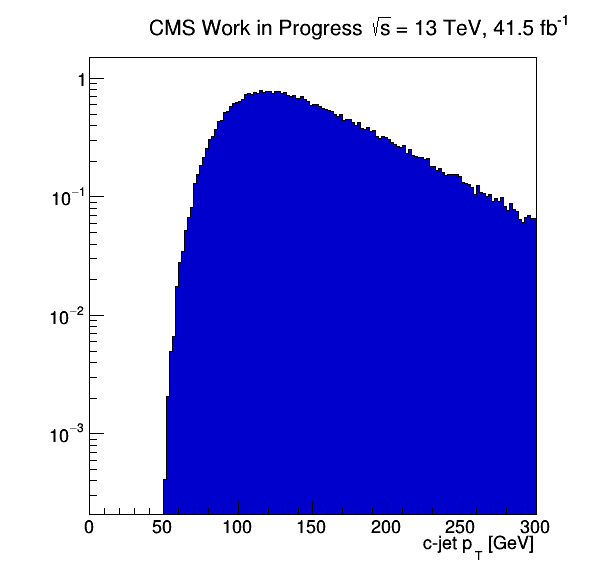 CMS Work in Progress √s = 13 TeV, 41.5 fb⁻¹
1
10⁻¹
10⁻²
10⁻³
0 50 100 150 200 250 300
c-jet p_T [GeV]